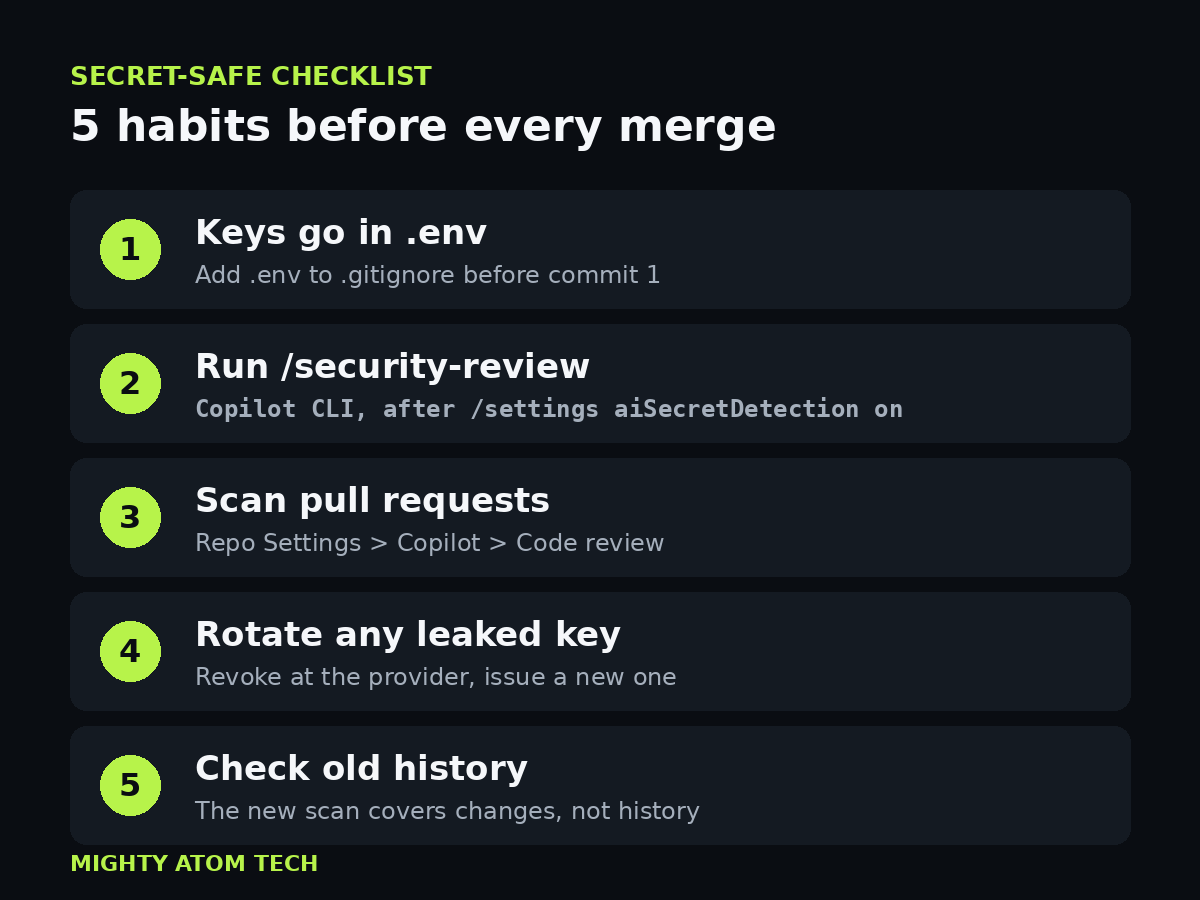 SECRET-SAFE CHECKLIST
5 habits before every merge
1
Keys go in .env
Add .env to .gitignore before commit 1
2
Run /security-review
Copilot CLI, after /settings aiSecretDetection on
3
Scan pull requests
Repo Settings > Copilot > Code review
4
Rotate any leaked key
Revoke at the provider, issue a new one
5
Check old history
The new scan covers changes, not history
MIGHTY ATOM TECH